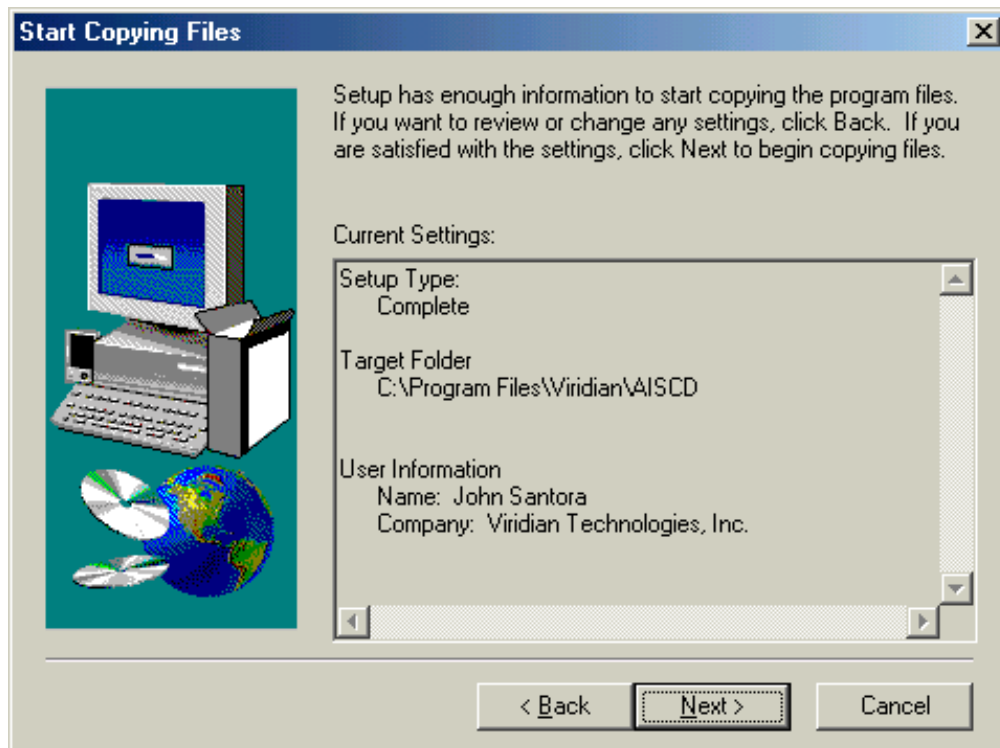 Start Copying Files
Setup has enough information to start copying the program files.
If you want to review or change any settings, click Back. If you
are satisfied with the settings, click Next to begin copying files.
Current Settings:
Setup Type:
Complete
Target Folder
C:\Program Files\Viridian\AISCD
User Information
Name: John Santora
Company: Viridian Technologies, Inc.
< Back
Next >
Cancel